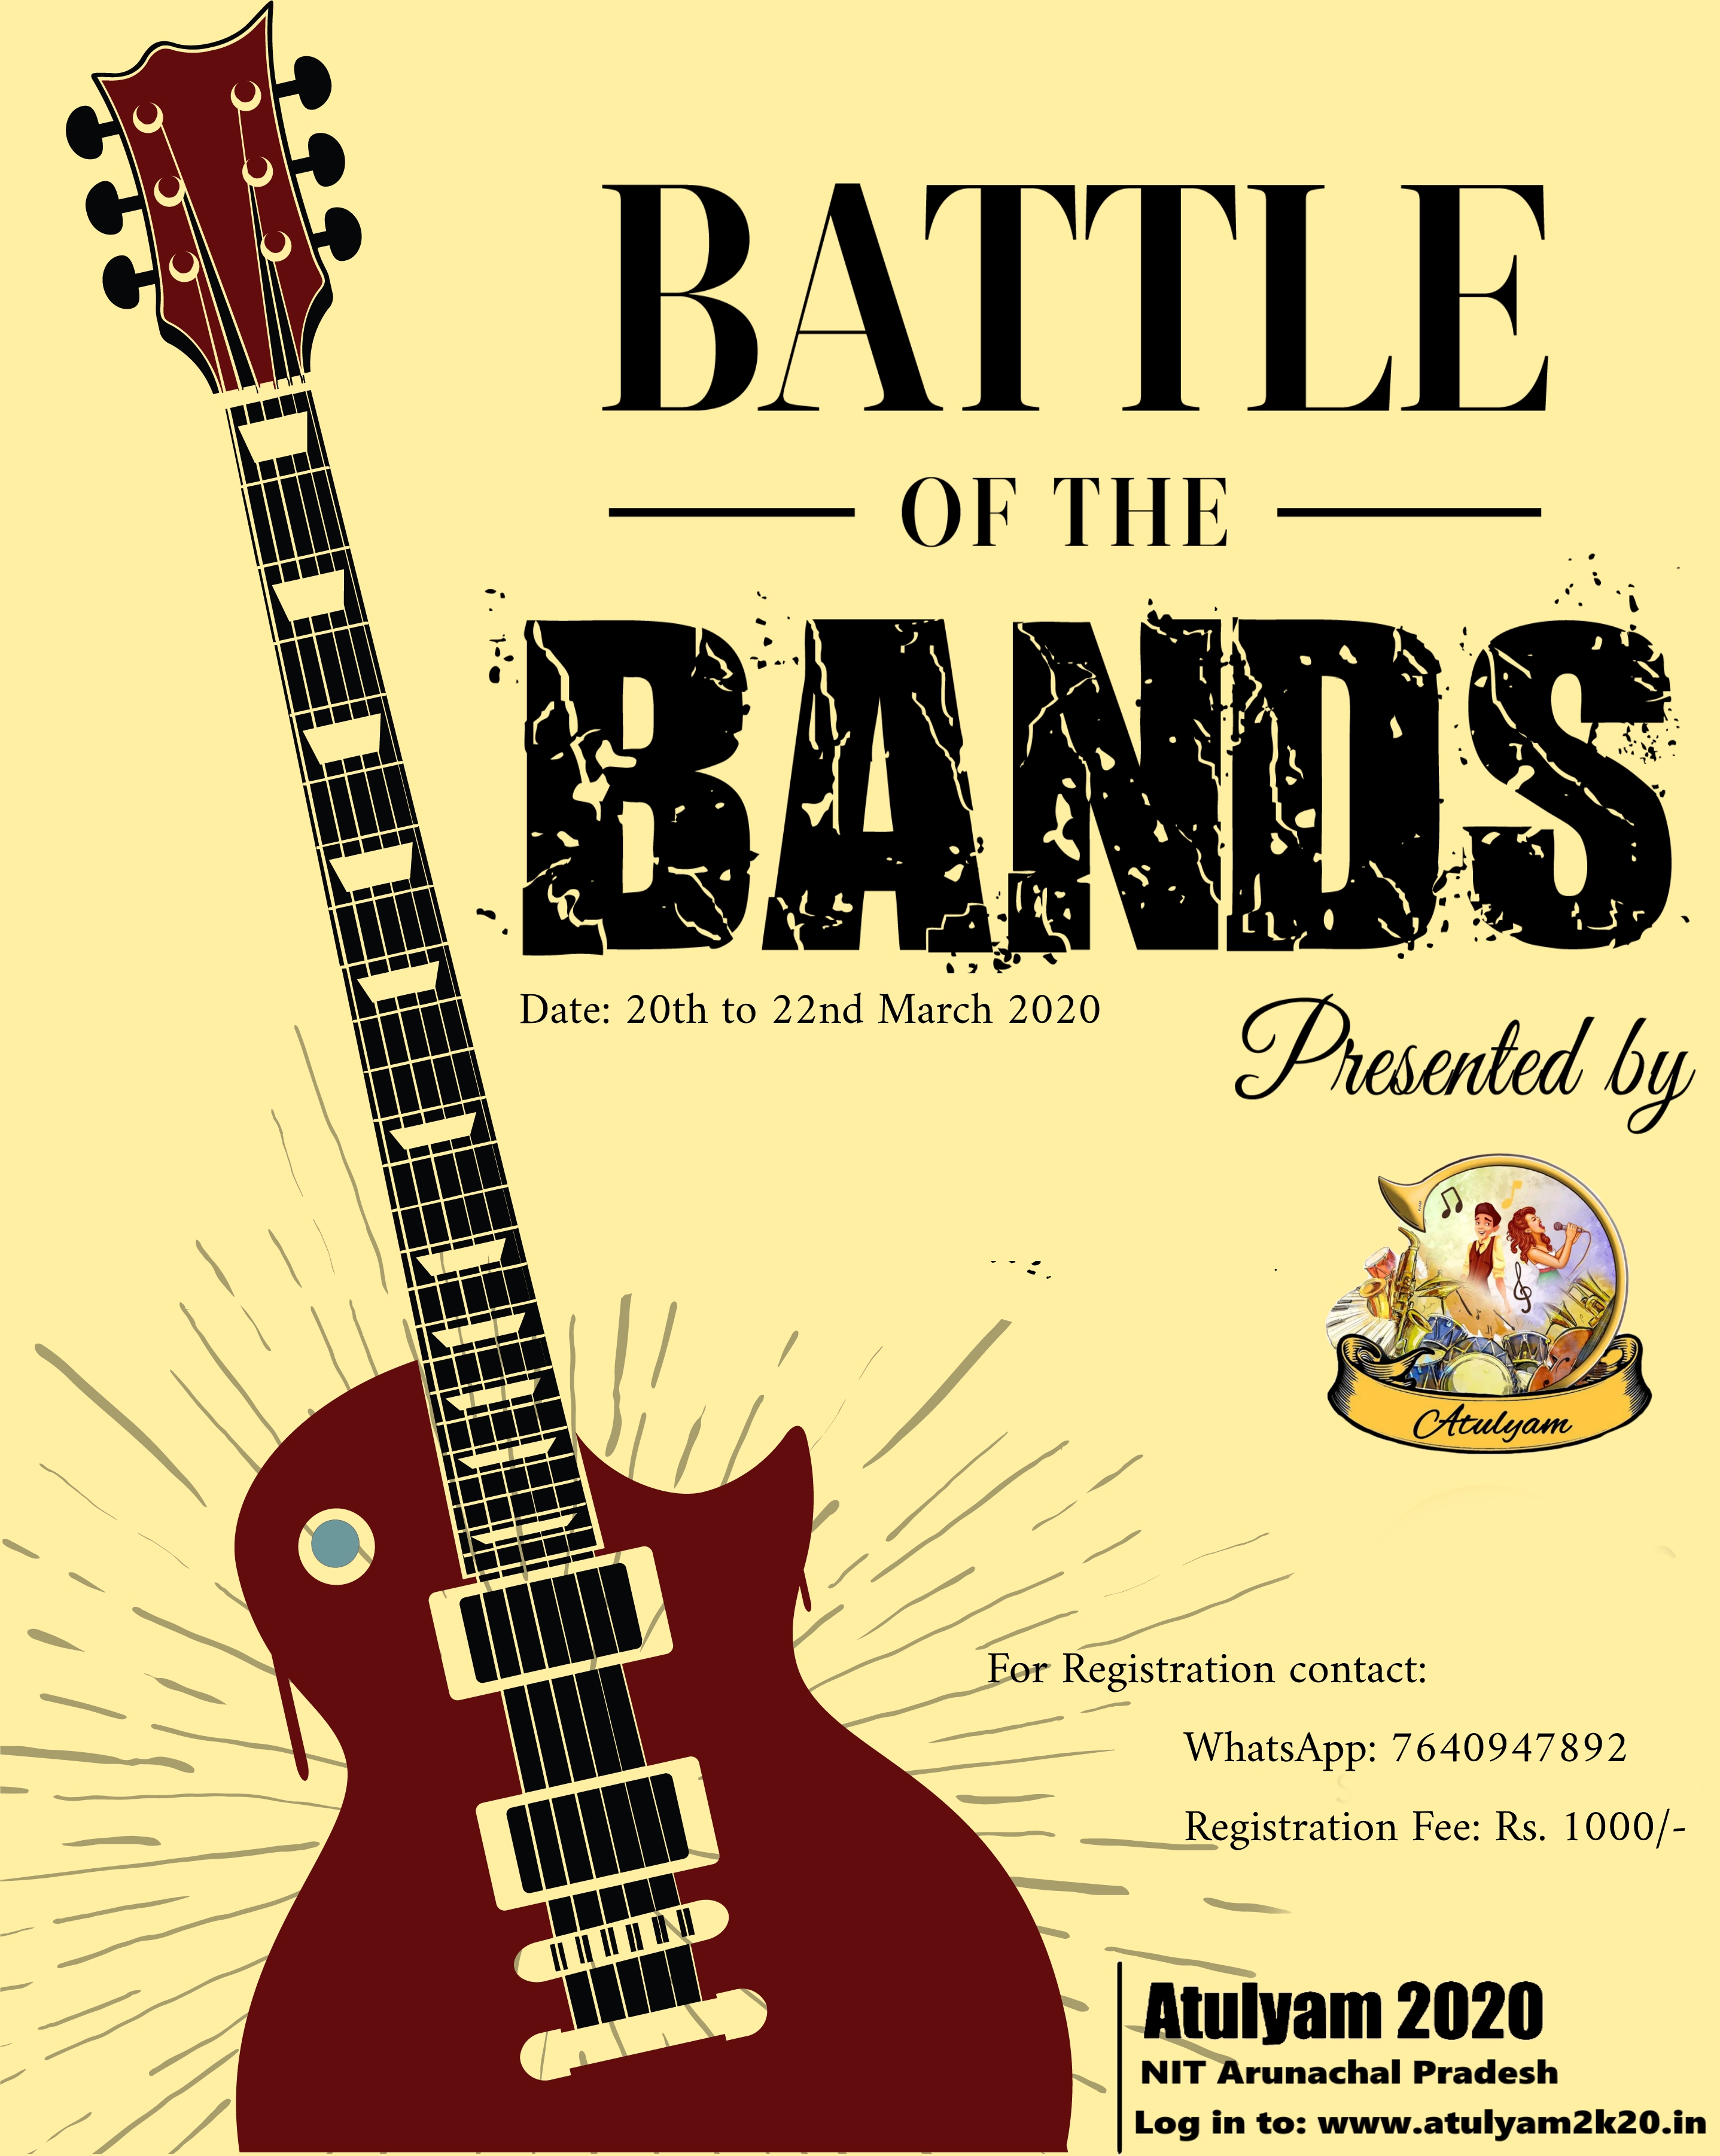 BATTLE
OF THE
BANDS
Date: 20th to 22nd March 2020
Presented by
Atulyam
For Registration contact:
WhatsApp: 7640947892
Registration Fee: Rs. 1000/-
Atulyam 2020
NIT Arunachal Pradesh
Log in to: www.atulyam2k20.in